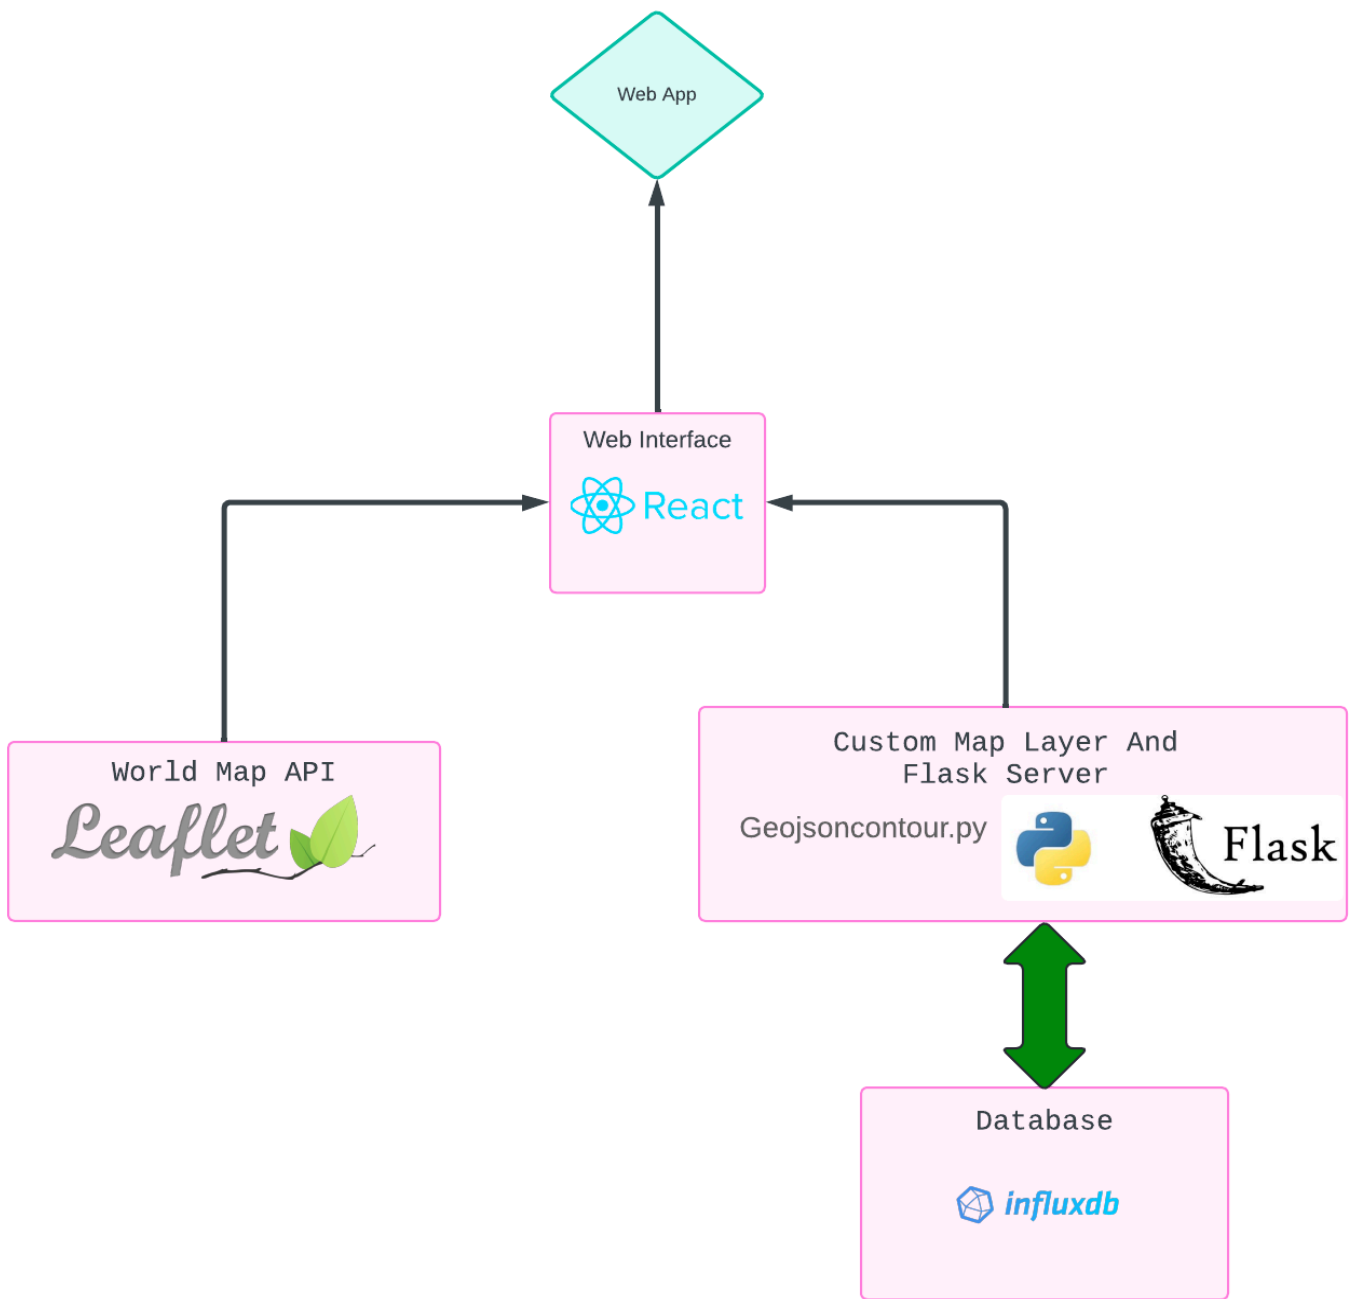 Web App
Web Interface
React
World Map API
Leaflet
Custom Map Layer And
Flask Server
Geojsoncontour.py
Flask
Database
influxdb